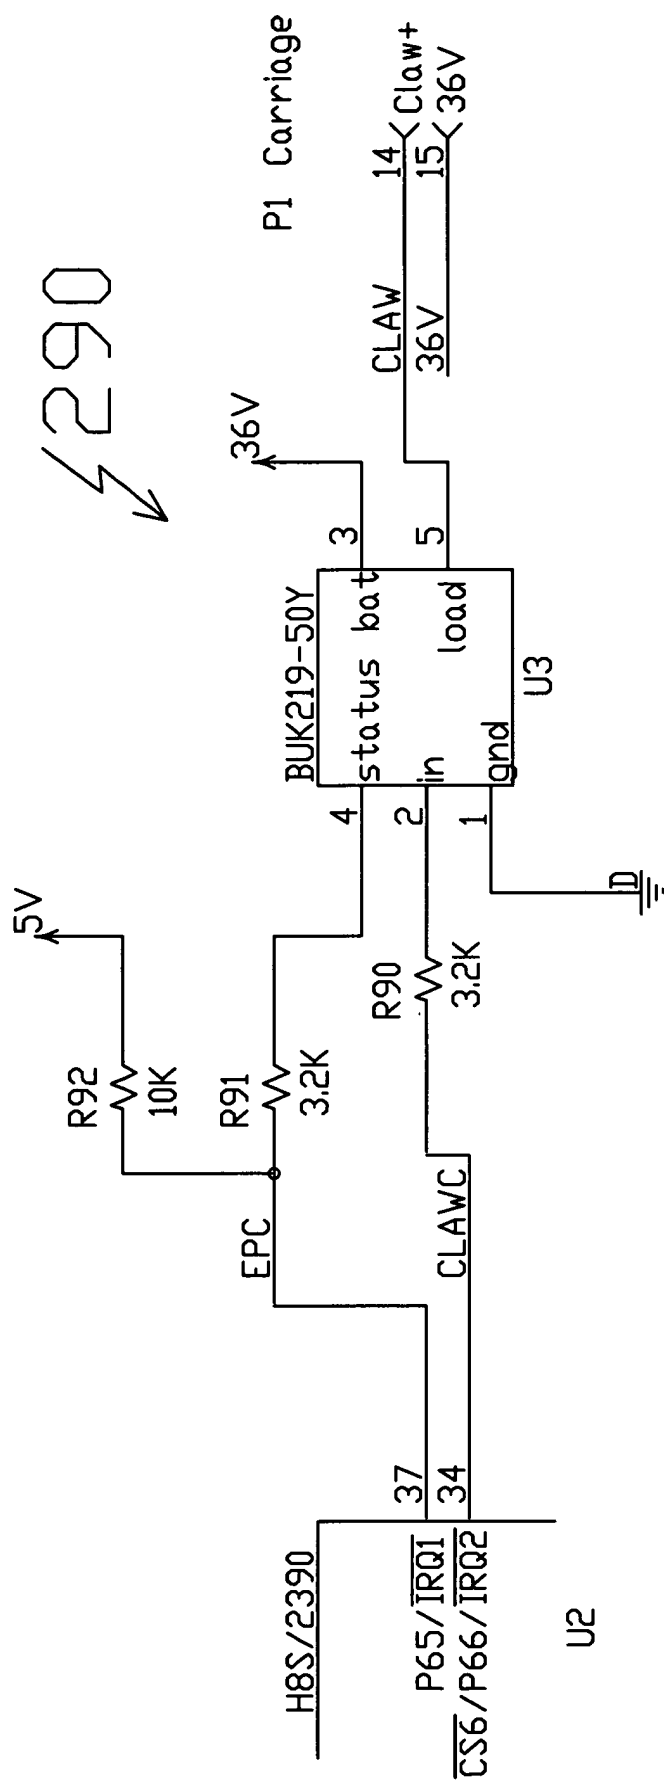 290
P1 Carriage
5V
36V
R92
10K
R91
3.2K
EPC
BUK219-50Y
status bat
4
3
in
load
2
5
gnd
1
U3
D
R90
3.2K
CLAWC
CLAW
14
Claw+
36V
15
36V
H8S/2390
P65/IRQ1
37
CS6/P66/IRQ2
34
U2